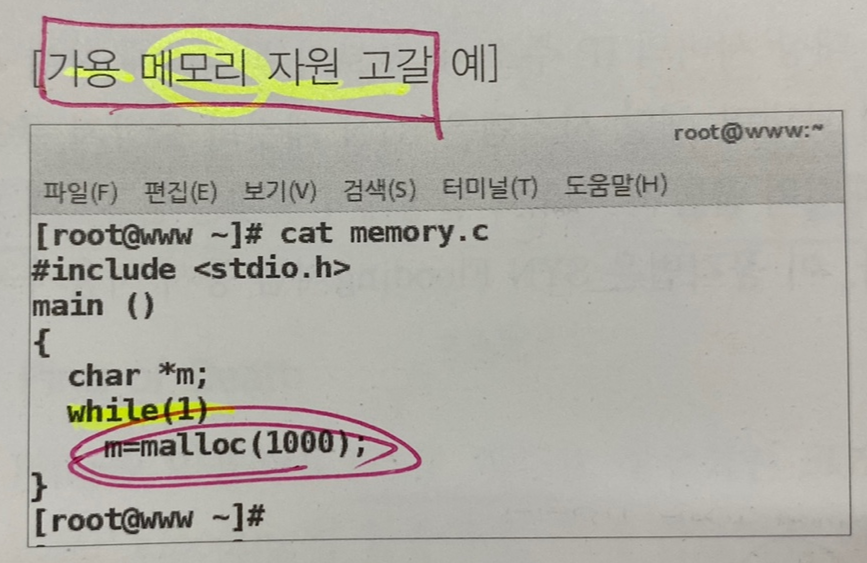 [가용 메모리 자원 고갈 예]
root@www:~
파일(F) 편집(E) 보기(V) 검색(S) 터미널(T) 도움말(H)
[root@www ~]# cat memory.c
#include <stdio.h>
main ()
{
char *m;
while(1)
m=malloc(1000);
}
[root@www ~]#